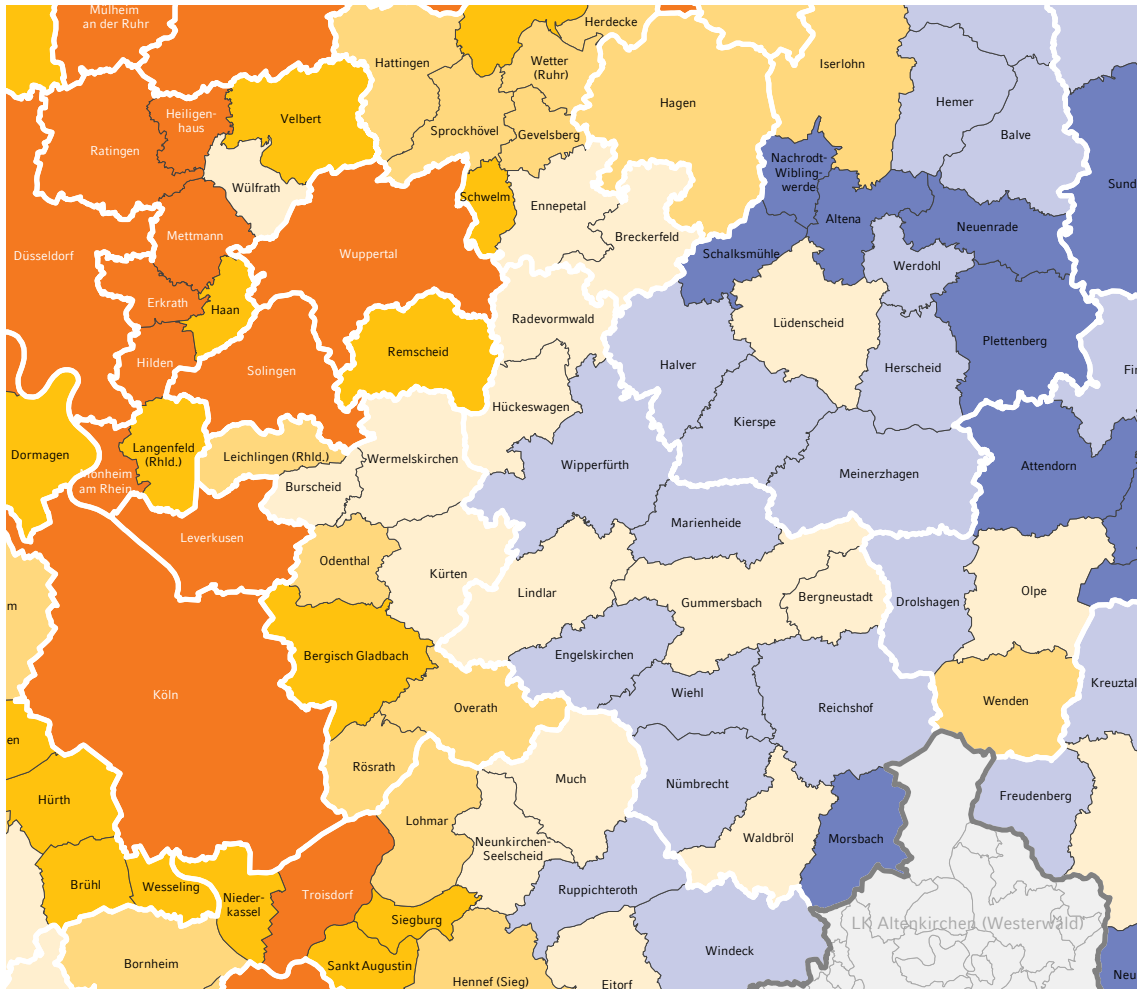 Mülheim
an der Ruhr
Herdecke
Hattingen
Wetter
(Ruhr)
Iserlohn
Hagen
Hemer
Heiligen-
haus
Velbert
Sprockhövel
Gevelsberg
Balve
Ratingen
Nachrodt-
Wibling-
werde
Sund
Wülfrath
Schwelm
Ennepetal
Altena
Neuenrade
Mettmann
Breckerfeld
Düsseldorf
Wuppertal
Schalksmühle
Werdohl
Erkrath
Haan
Radevormwald
Lüdenscheid
Plettenberg
Remscheid
Hilden
Solingen
Halver
Herscheid
Fin
Hückeswagen
Kierspe
Dormagen
Langenfeld
(Rhld.)
Leichlingen (Rhld.)
Wermelskirchen
Wipperfürth
Attendorn
Monheim
am Rhein
Burscheid
Meinerzhagen
Marienheide
Leverkusen
Odenthal
Kürten
Lindlar
Gummersbach
Bergneustadt
Drolshagen
Olpe
m
Bergisch Gladbach
Engelskirchen
Kreuztal
Köln
Wiehl
Overath
Reichshof
Wenden
en
Rösrath
Much
Nümbrecht
Freudenberg
Hürth
Lohmar
Neunkirchen-
Seelscheid
Waldbröl
Morsbach
Brühl
Wesseling
Nieder-
kassel
Troisdorf
Ruppichteroth
Siegburg
LK Altenkirchen (Westerwald)
Windeck
Bornheim
Sankt Augustin
Hennef (Sieg)
Eitorf
Neu